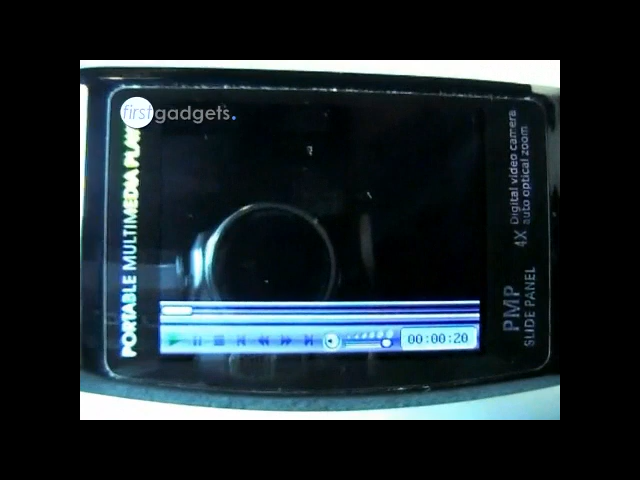 firstgadgets.
PORTABLE MULTIMEDIA PLAY
4X Digital video camera
auto optical zoom
PMP
SLIDE PANEL
00:00:20